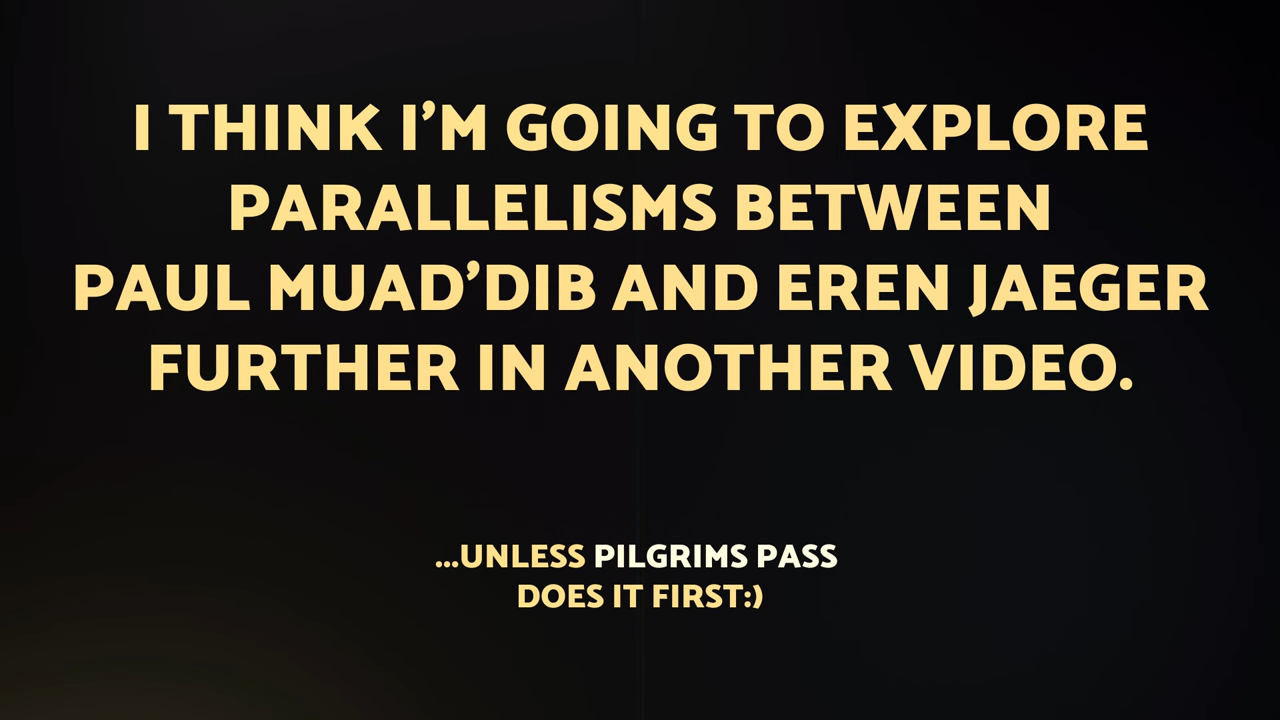 I THINK I'M GOING TO EXPLORE
PARALLELISMS BETWEEN
PAUL MUAD'DIB AND EREN JAEGER
FURTHER IN ANOTHER VIDEO.
...UNLESS PILGRIMS PASS
DOES IT FIRST:)